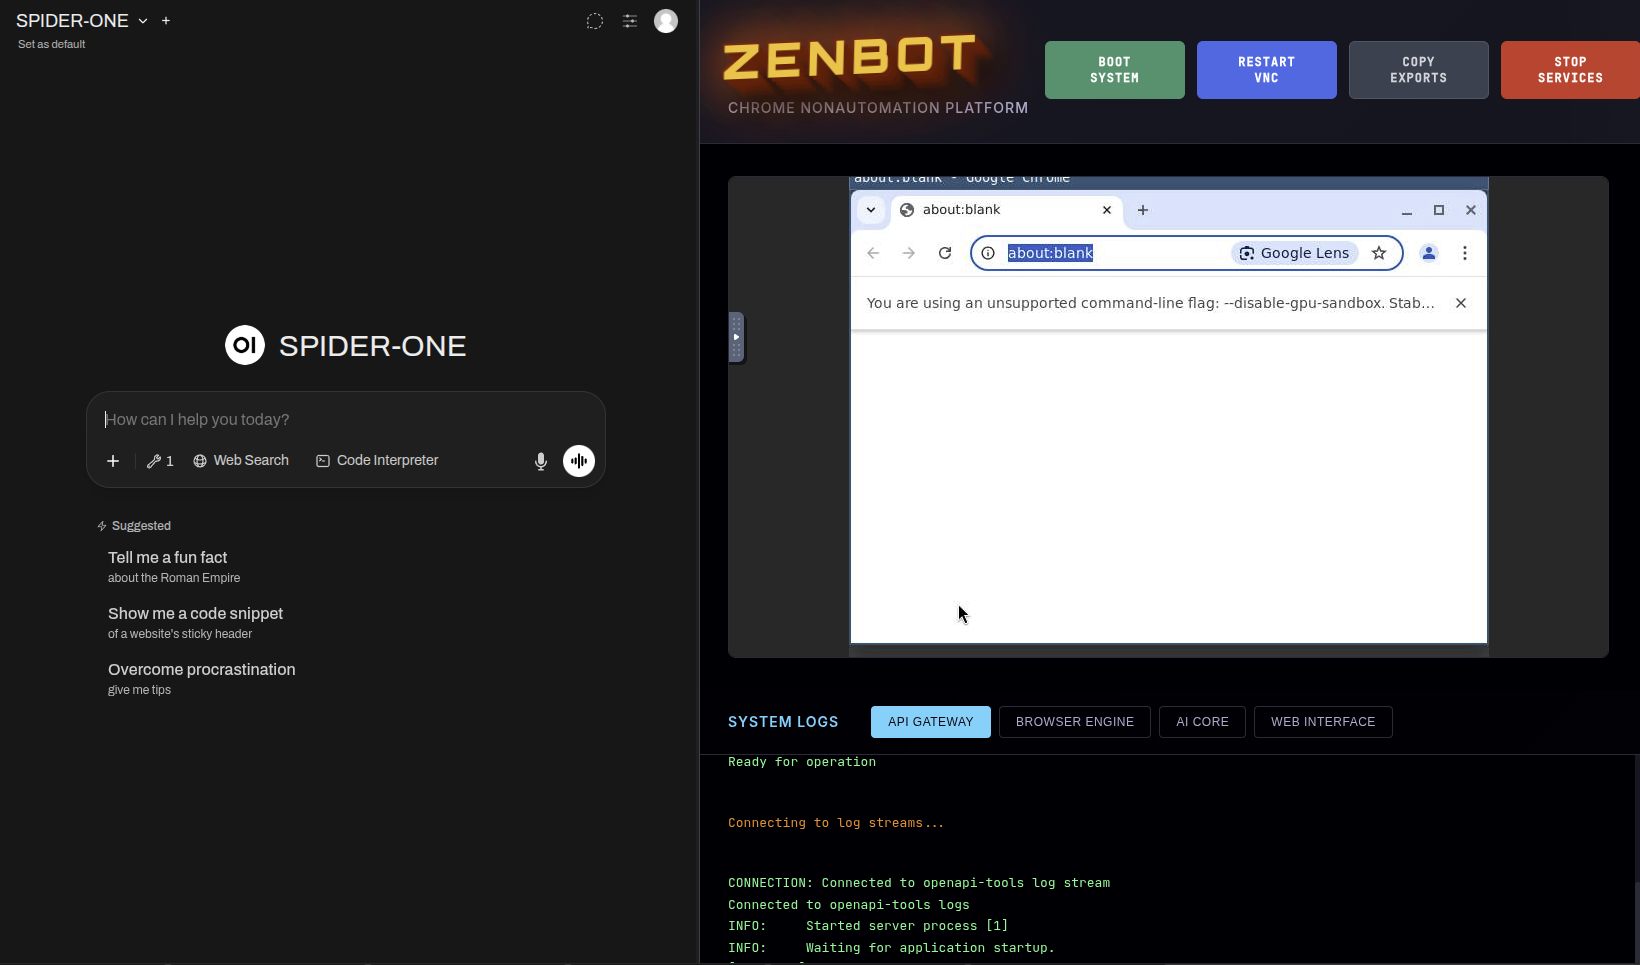 SPIDER-ONE
Set as default
OI SPIDER-ONE
How can I help you today?
1 Web Search Code Interpreter
Suggested
Tell me a fun fact
about the Roman Empire
Show me a code snippet
of a website's sticky header
Overcome procrastination
give me tips
ZENBOT
CHROME NONAUTOMATION PLATFORM
BOOT
SYSTEM
RESTART
VNC
COPY
EXPORTS
STOP
SERVICES
about:blank - Google Chrome
about:blank
about:blank Google Lens
You are using an unsupported command-line flag: --disable-gpu-sandbox. Stab...
SYSTEM LOGS API GATEWAY BROWSER ENGINE AI CORE WEB INTERFACE
Ready for operation
Connecting to log streams...
CONNECTION: Connected to openapi-tools log stream
Connected to openapi-tools logs
INFO: Started server process [1]
INFO: Waiting for application startup.